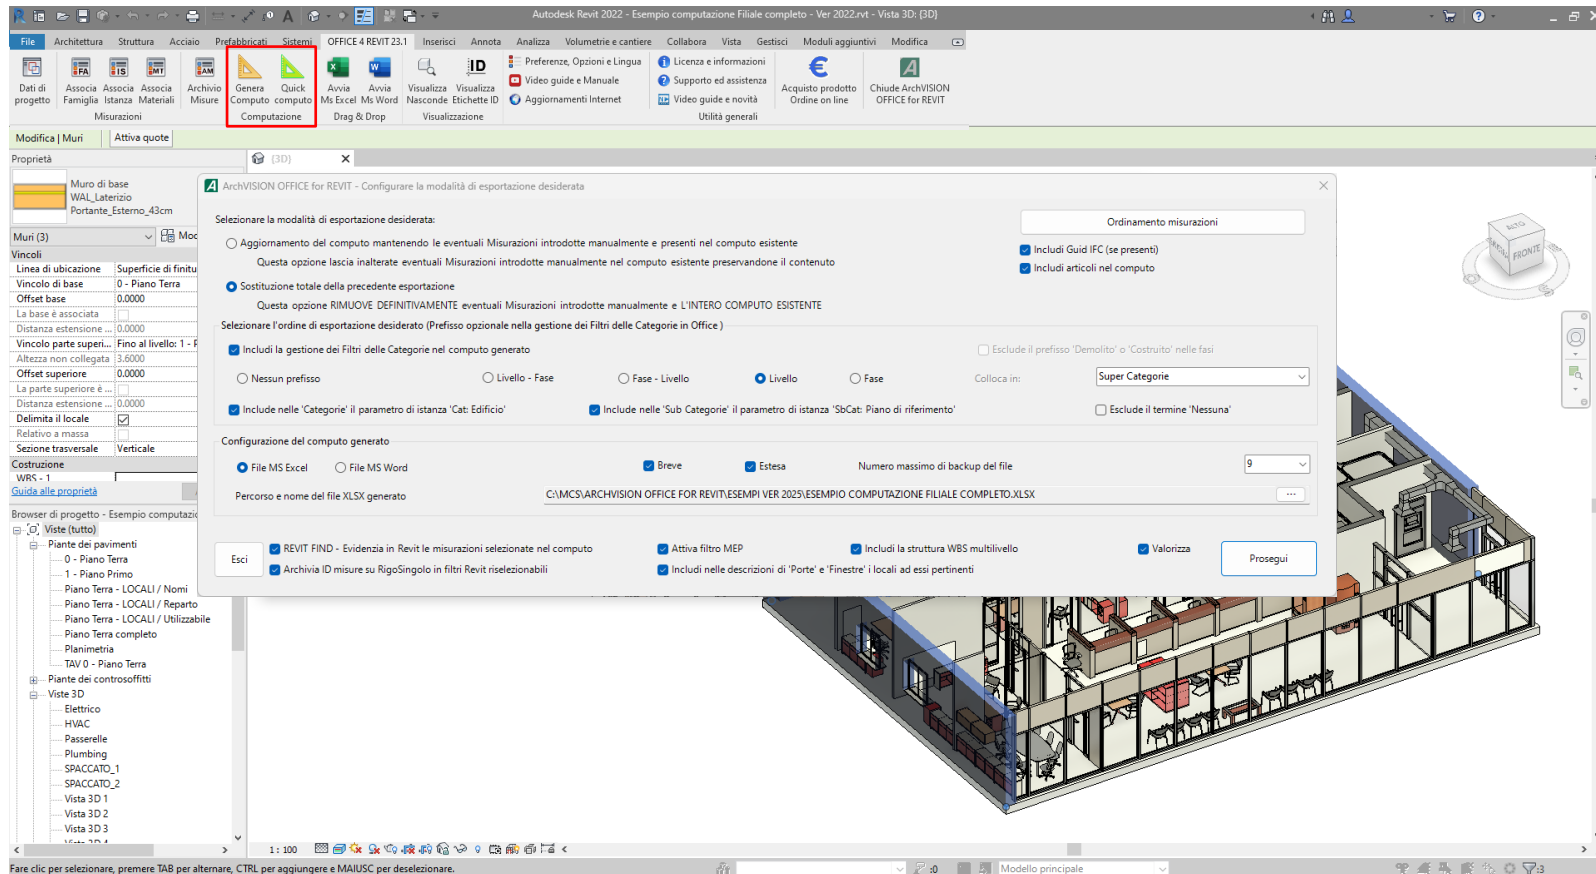 Autodesk Revit 2022 - Esempio computazione Filiale completo - Ver 2022.rvt - Vista 3D: {3D}
File Architettura Struttura Acciaio Prefabbricati Sistemi OFFICE 4 REVIT 23.1 Inserisci Annota Analizza Volumetrie e cantiere Collabora Vista Gestisci Moduli aggiuntivi Modifica
Dati di progetto
Associa Famiglia
Associa Istanza
Associa Materiali
Archivio Misure
Genera Computo
Quick computo
Avvia Ms Excel
Avvia Ms Word
Visualizza Nasconde
Visualizza Etichette ID
Preferenze, Opzioni e Lingua
Video guide e Manuale
Aggiornamenti Internet
Licenza e informazioni
Supporto ed assistenza
Video guide e novità
Acquisto prodotto Ordine on line
Chiude ArchVISION OFFICE for REVIT
Misurazioni Computazione Drag & Drop Visualizzazione Utilità generali
Modifica | Muri Attiva quote
Proprietà
{3D}
Muro di base
WAL_Laterizio
Portante_Esterno_43cm
Muri (3)
Vincoli
Linea di ubicazione Superficie di finitu
Vincolo di base 0 - Piano Terra
Offset base 0.0000
La base è associata
Distanza estensione ... 0.0000
Vincolo parte superi... Fino al livello: 1 - P
Altezza non collegata 3.6000
Offset superiore 0.0000
La parte superiore è ...
Distanza estensione ... 0.0000
Delimita il locale
Relativo a massa
Sezione trasversale Verticale
Costruzione
WBS - 1
Guida alle proprietà
Browser di progetto - Esempio computazic
Viste (tutto)
Piante dei pavimenti
0 - Piano Terra
1 - Piano Primo
Piano Terra - LOCALI / Nomi
Piano Terra - LOCALI / Reparto
Piano Terra - LOCALI / Utilizzabile
Piano Terra completo
Planimetria
TAV 0 - Piano Terra
Piante dei controsoffitti
Viste 3D
Elettrico
HVAC
Passerelle
Plumbing
SPACCATO_1
SPACCATO_2
Vista 3D 1
Vista 3D 2
Vista 3D 3
Vista 3D 4
ArchVISION OFFICE for REVIT - Configurare la modalità di esportazione desiderata
Selezionare la modalità di esportazione desiderata:
Ordinamento misurazioni
Aggiornamento del computo mantenendo le eventuali Misurazioni introdotte manualmente e presenti nel computo esistente
Includi Guid IFC (se presenti)
Questa opzione lascia inalterate eventuali Misurazioni introdotte manualmente nel computo esistente preservandone il contenuto
Includi articoli nel computo
Sostituzione totale della precedente esportazione
Questa opzione RIMUOVE DEFINITIVAMENTE eventuali Misurazioni introdotte manualmente e L'INTERO COMPUTO ESISTENTE
Selezionare l'ordine di esportazione desiderato (Prefisso opzionale nella gestione dei Filtri delle Categorie in Office )
Includi la gestione dei Filtri delle Categorie nel computo generato
Esclude il prefisso 'Demolito' o 'Costruito' nelle fasi
Nessun prefisso Livello - Fase Fase - Livello Livello Fase Colloca in: Super Categorie
Include nelle 'Categorie' il parametro di istanza 'Cat: Edificio'
Include nelle 'Sub Categorie' il parametro di istanza 'SbCat: Piano di riferimento'
Esclude il termine 'Nessuna'
Configurazione del computo generato
File MS Excel File MS Word Breve Estesa Numero massimo di backup del file 9
Percorso e nome del file XLSX generato C:\MCS\ARCHVISION OFFICE FOR REVIT\ESEMPI VER 2025\ESEMPIO COMPUTAZIONE FILIALE COMPLETO.XLSX ...
Esci
REVIT FIND - Evidenzia in Revit le misurazioni selezionate nel computo
Attiva filtro MEP
Includi la struttura WBS multilivello
Valorizza
Archivia ID misure su RigoSingolo in filtri Revit riselezionabili
Includi nelle descrizioni di 'Porte' e 'Finestre' i locali ad essi pertinenti
Prosegui
ALTO
FRONTE
1 : 100
Fare clic per selezionare, premere TAB per alternare, CTRL per aggiungere e MAIUSC per deselezionare.
:0
Modello principale
:3